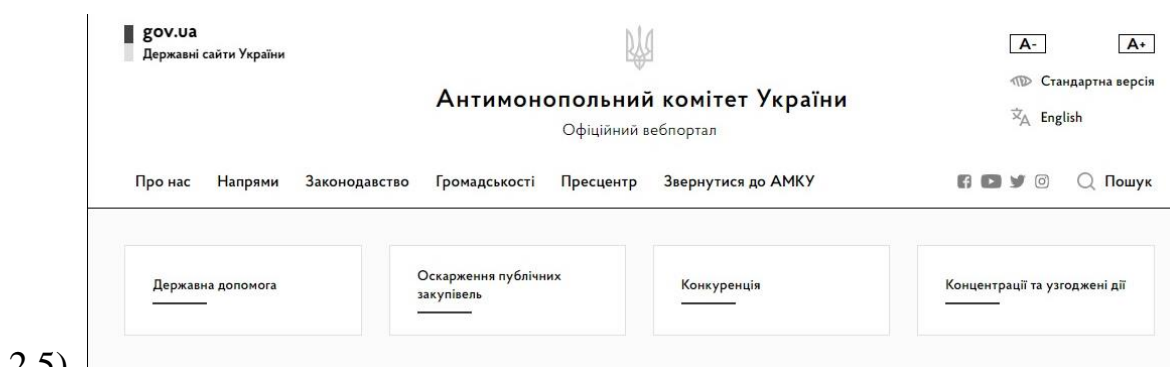 gov.ua
Державні сайти України
A- A+
Стандартна версія
English
Антимонопольний комітет України
Офіційний вебпортал
Про нас Напрями Законодавство Громадськості Пресцентр Звернутися до АМКУ Пошук
Державна допомога
Оскарження публічних
закупівель
Конкуренція
Концентрації та узгоджені дії
2.5)